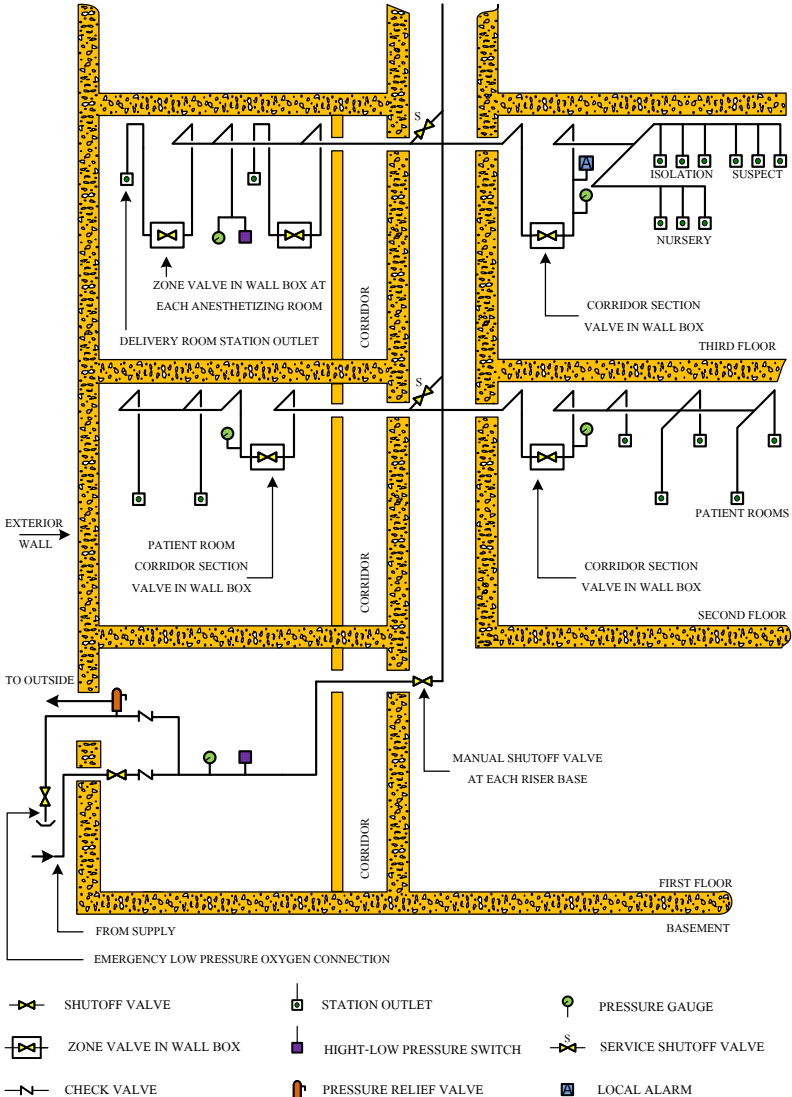 S
A
ISOLATION
SUSPECT
NURSERY
ZONE VALVE IN WALL BOX AT
EACH ANESTHETIZING ROOM
DELIVERY ROOM STATION OUTLET
CORRIDOR
CORRIDOR SECTION
VALVE IN WALL BOX
THIRD FLOOR
S
PATIENT ROOMS
EXTERIOR
WALL
PATIENT ROOM
CORRIDOR SECTION
VALVE IN WALL BOX
CORRIDOR
CORRIDOR SECTION
VALVE IN WALL BOX
SECOND FLOOR
TO OUTSIDE
MANUAL SHUTOFF VALVE
AT EACH RISER BASE
CORRIDOR
FIRST FLOOR
BASEMENT
FROM SUPPLY
EMERGENCY LOW PRESSURE OXYGEN CONNECTION
SHUTOFF VALVE
STATION OUTLET
PRESSURE GAUGE
ZONE VALVE IN WALL BOX
HIGHT-LOW PRESSURE SWITCH
S
SERVICE SHUTOFF VALVE
CHECK VALVE
PRESSURE RELIEF VALVE
A
LOCAL ALARM